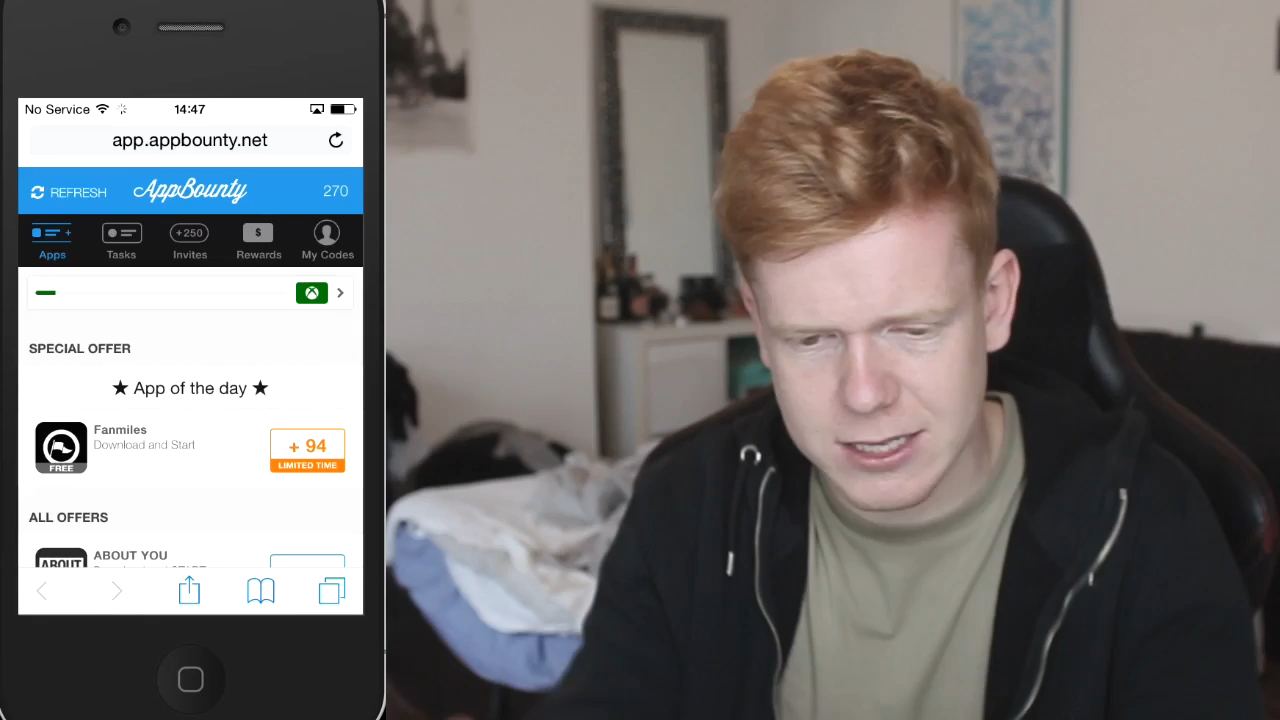 No Service 14:47
app.appbounty.net
REFRESH AppBounty 270
+250 $
Apps Tasks Invites Rewards My Codes
SPECIAL OFFER
★ App of the day ★
Fanmiles
Download and Start
+ 94
FREE
LIMITED TIME
ALL OFFERS
ABOUT YOU
ABOUT